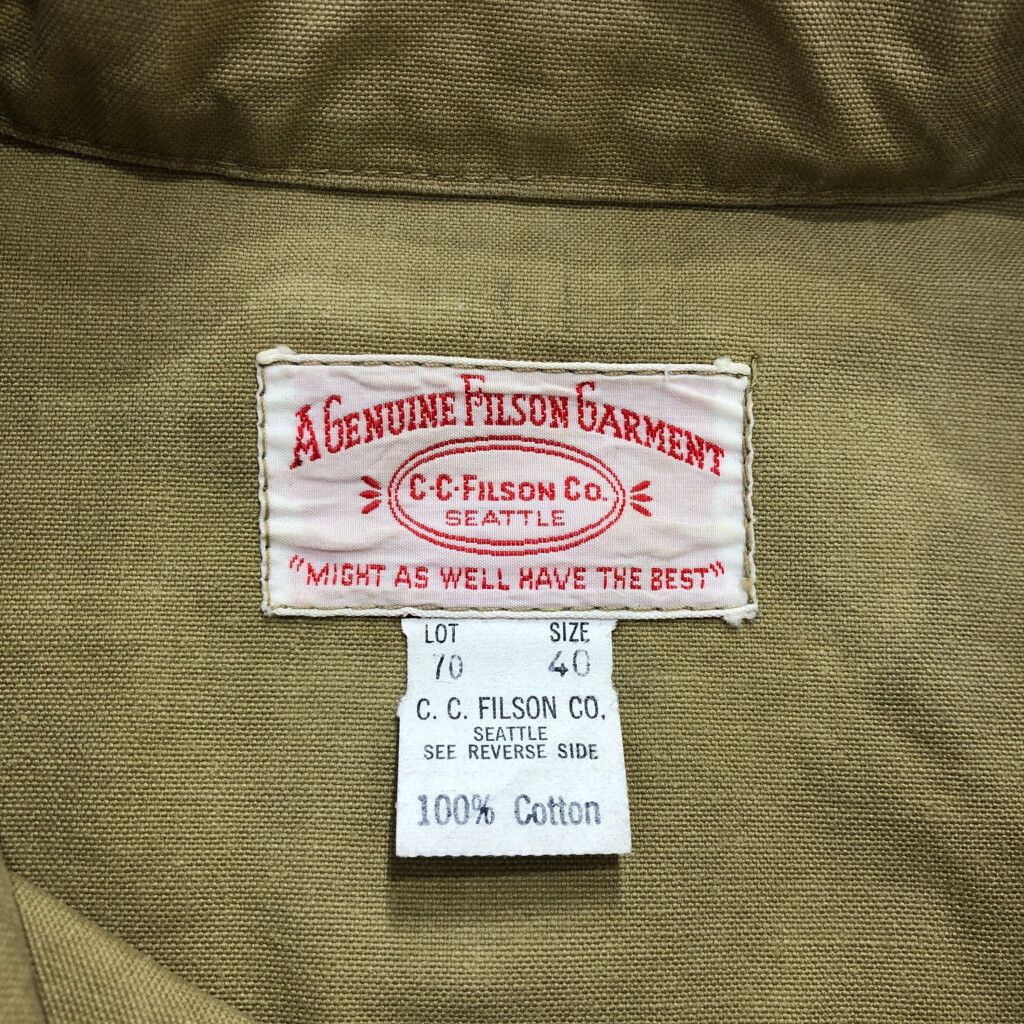 A GENUINE FILSON GARMENT
C·C·FILSON CO.
SEATTLE
"MIGHT AS WELL HAVE THE BEST"
LOT SIZE
70 40
C. C. FILSON CO.
SEATTLE
SEE REVERSE SIDE
100% Cotton